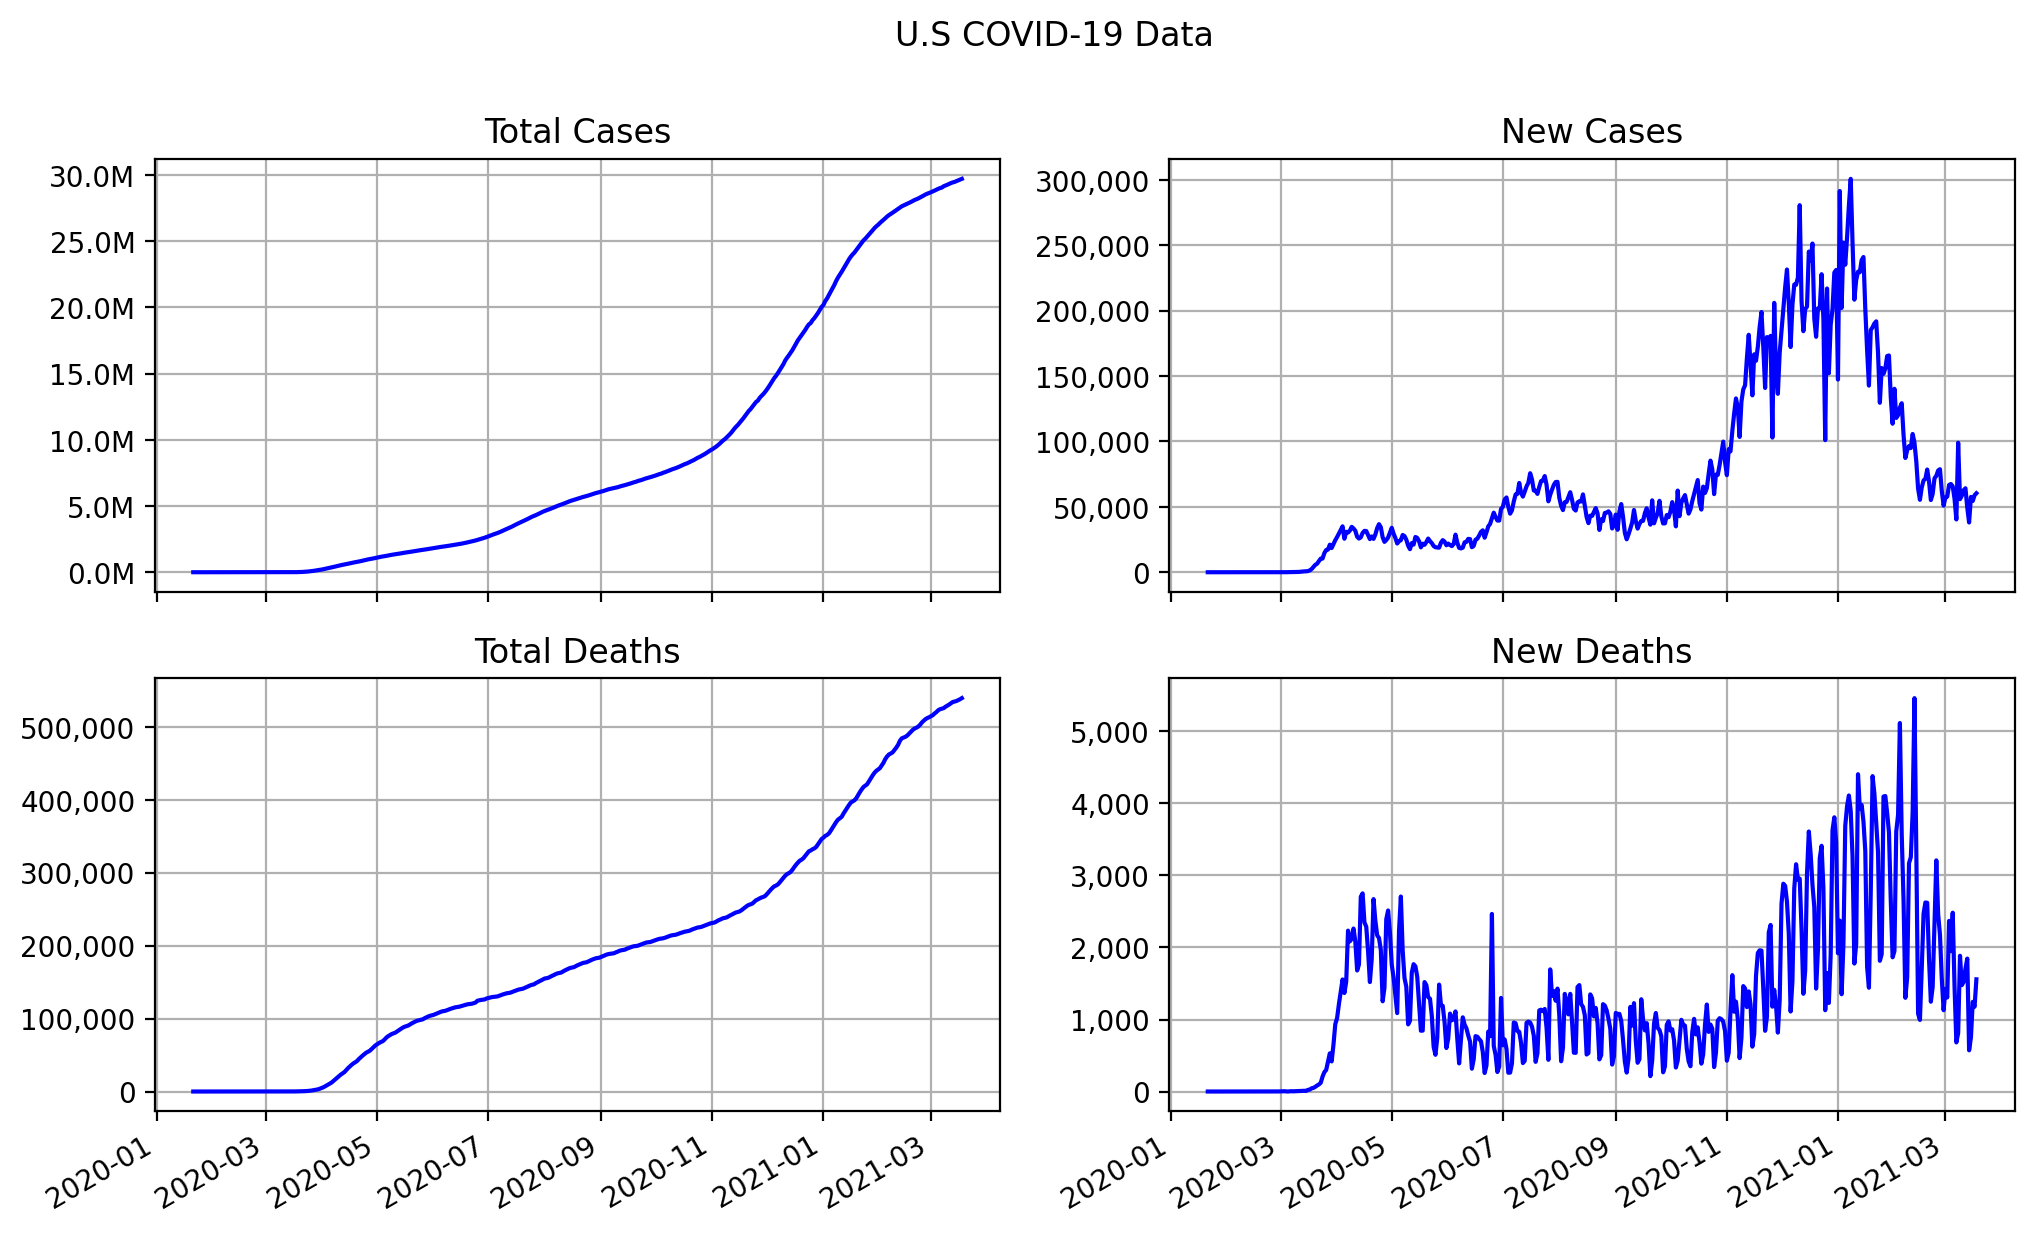 U.S COVID-19 Data
Total Cases
30.0M
25.0M
20.0M
15.0M
10.0M
5.0M
0.0M
New Cases
300,000
250,000
200,000
150,000
100,000
50,000
0
Total Deaths
500,000
400,000
300,000
200,000
100,000
0
2020-01
2020-03
2020-05
2020-07
2020-09
2020-11
2021-01
2021-03
New Deaths
5,000
4,000
3,000
2,000
1,000
0
2020-01
2020-03
2020-05
2020-07
2020-09
2020-11
2021-01
2021-03